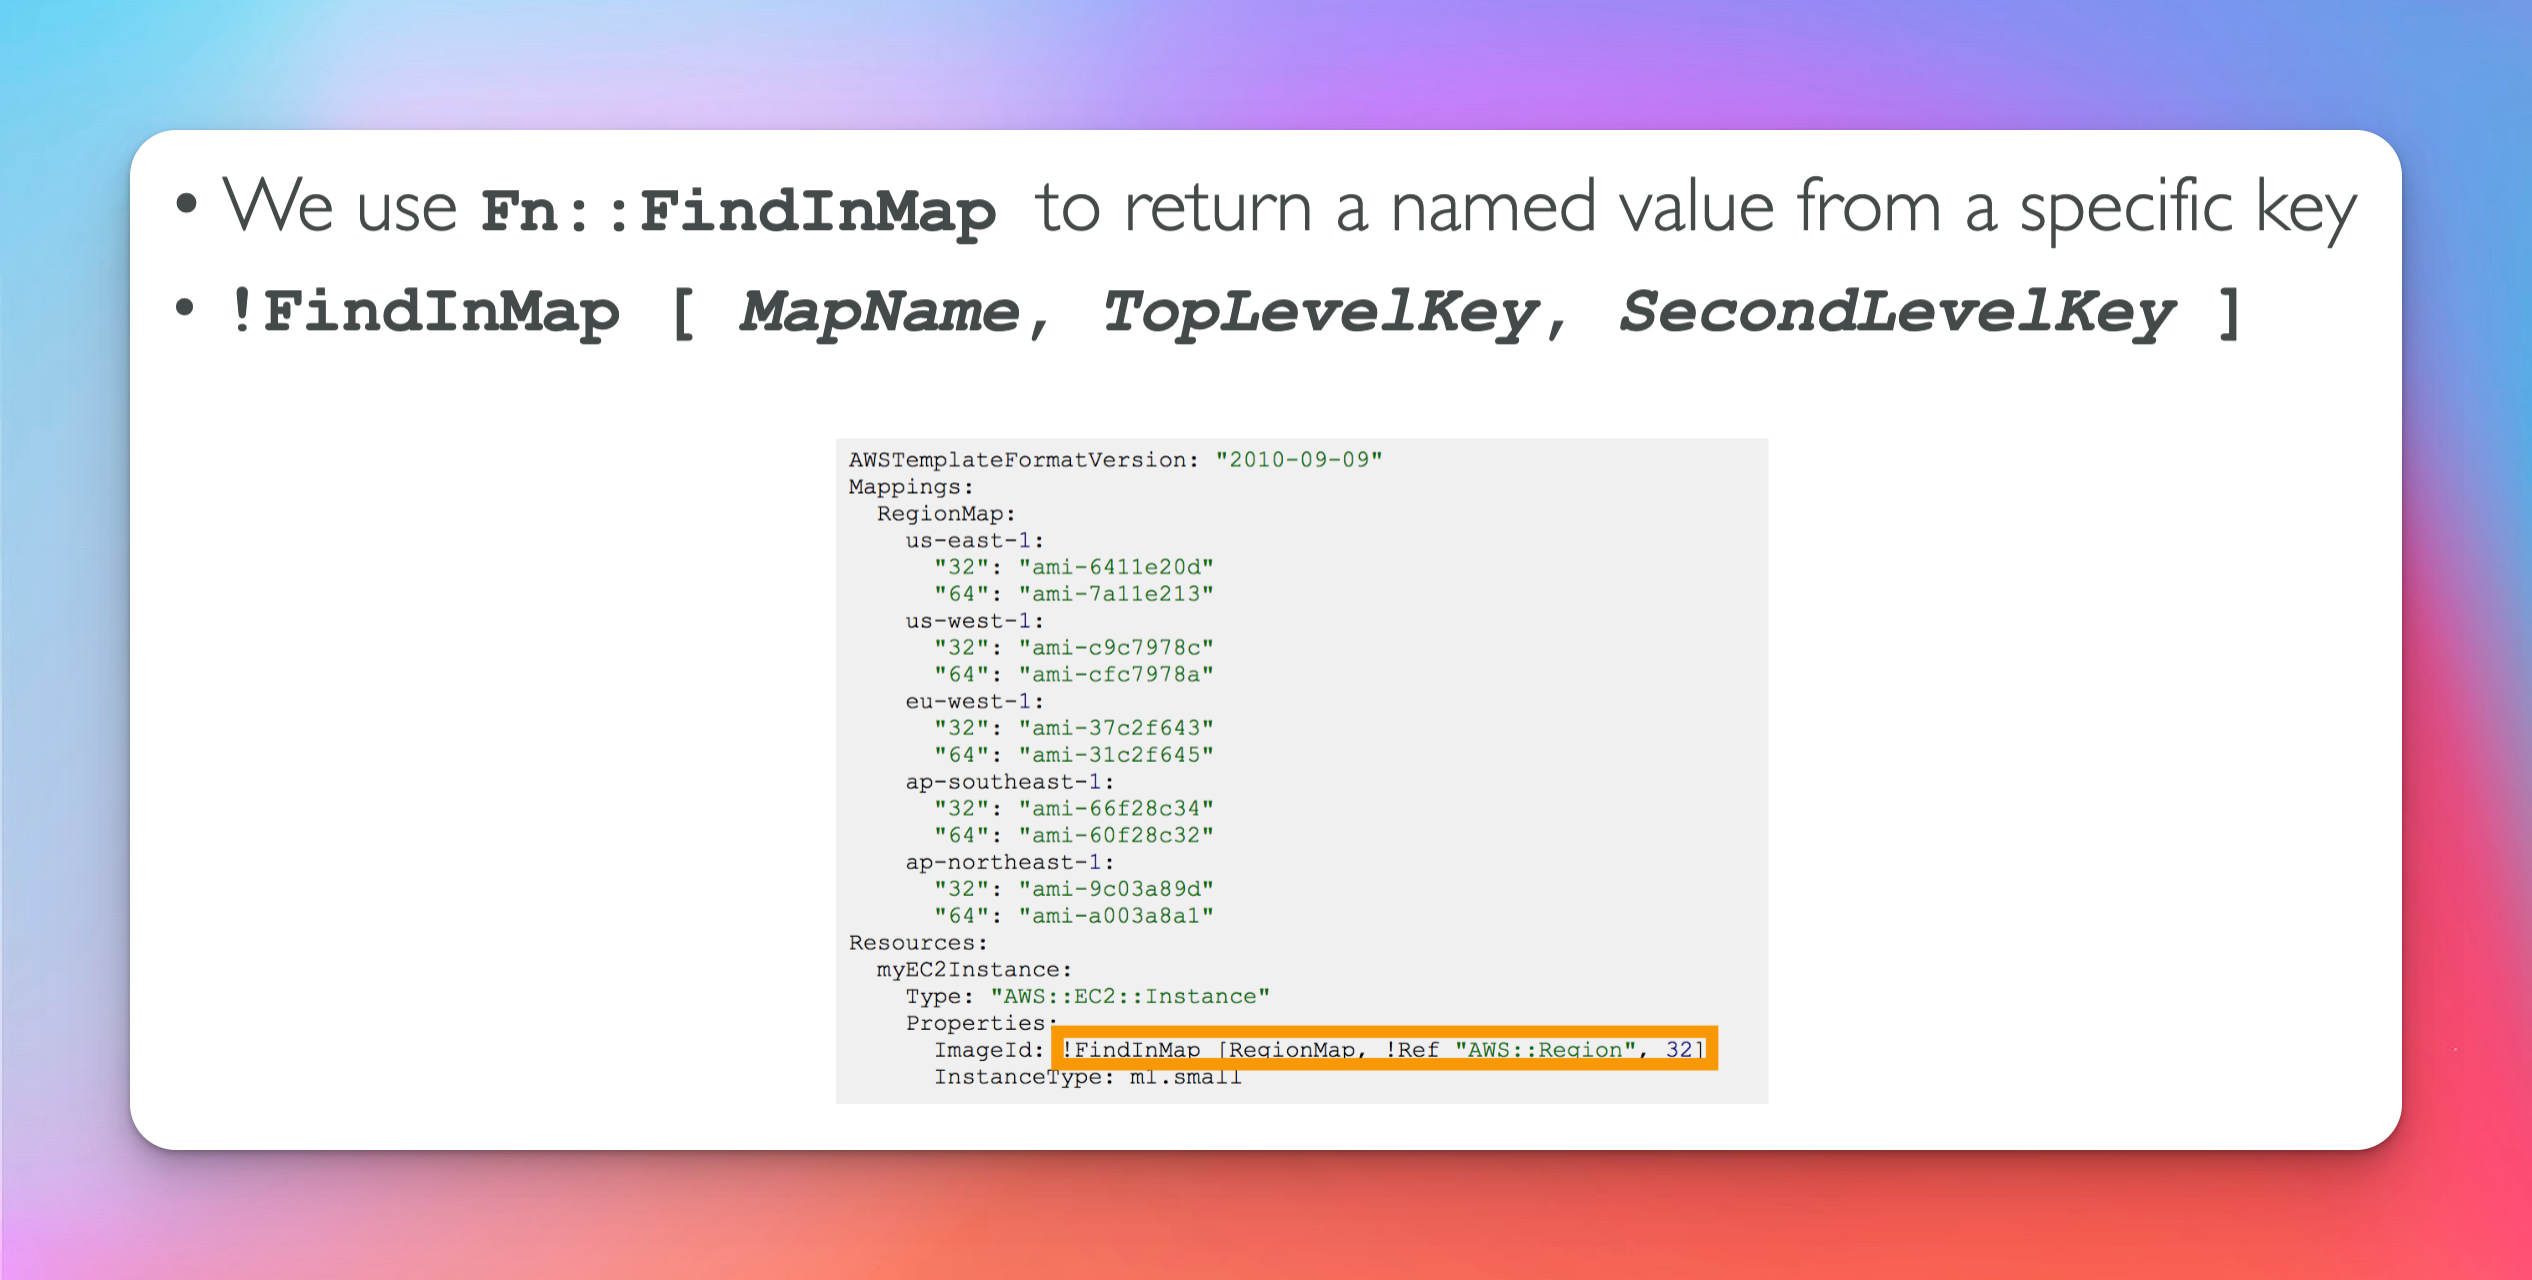 • We use Fn::FindInMap to return a named value from a specific key
• !FindInMap [ MapName, TopLevelKey, SecondLevelKey ]
AWSTemplateFormatVersion: "2010-09-09"
Mappings:
  RegionMap:
    us-east-1:
      "32": "ami-6411e20d"
      "64": "ami-7a11e213"
    us-west-1:
      "32": "ami-c9c7978c"
      "64": "ami-cfc7978a"
    eu-west-1:
      "32": "ami-37c2f643"
      "64": "ami-31c2f645"
    ap-southeast-1:
      "32": "ami-66f28c34"
      "64": "ami-60f28c32"
    ap-northeast-1:
      "32": "ami-9c03a89d"
      "64": "ami-a003a8a1"
Resources:
  myEC2Instance:
    Type: "AWS::EC2::Instance"
    Properties:
      ImageId: !FindInMap [RegionMap, !Ref "AWS::Region", 32]
      InstanceType: m1.small